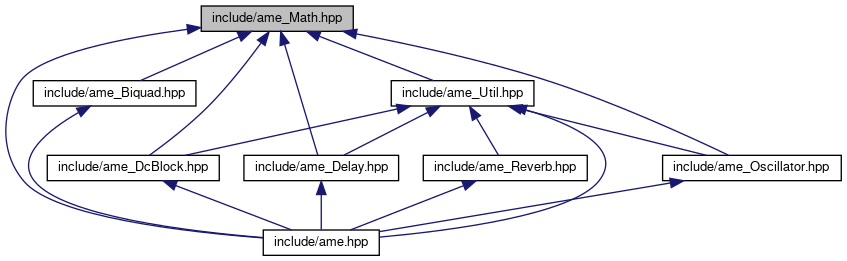 include/ame_Math.hpp
include/ame_Biquad.hpp
include/ame_Util.hpp
include/ame_DcBlock.hpp
include/ame_Delay.hpp
include/ame_Reverb.hpp
include/ame_Oscillator.hpp
include/ame.hpp